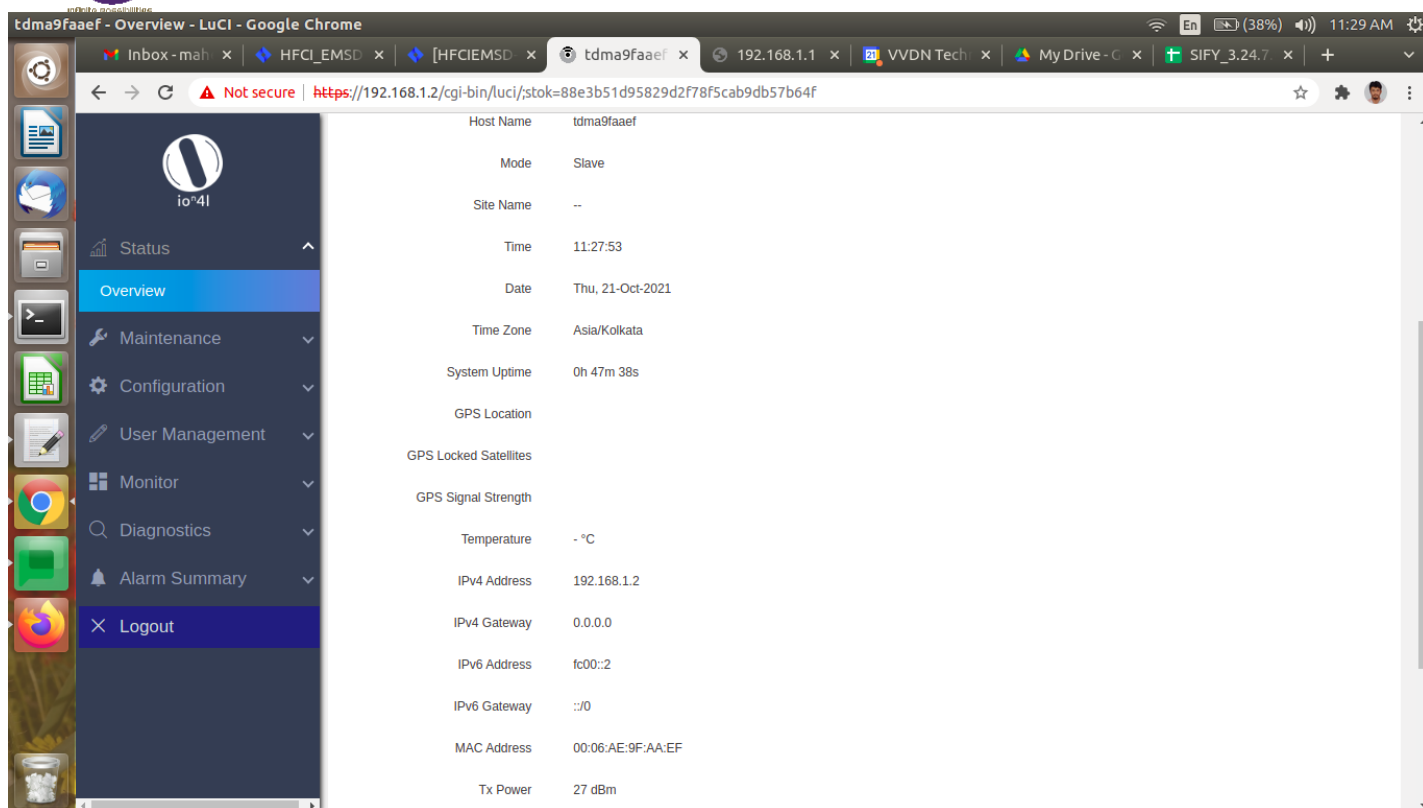 infinite possibilities
tdma9faaef - Overview - LuCI - Google Chrome
En
(38%)
11:29 AM
Inbox - mah
HFCI_EMSD
[HFCIEMSD-
tdma9faaef
192.168.1.1
21
VVDN Tech
My Drive - G
SIFY_3.24.7.
Not secure
https://192.168.1.2/cgi-bin/luci/;stok=88e3b51d95829d2f78f5cab9db57b64f
ioⁿ4l
Status
Overview
Maintenance
Configuration
User Management
Monitor
Diagnostics
Alarm Summary
Logout
Host Name tdma9faaef
Mode Slave
Site Name --
Time 11:27:53
Date Thu, 21-Oct-2021
Time Zone Asia/Kolkata
System Uptime 0h 47m 38s
GPS Location
GPS Locked Satellites
GPS Signal Strength
Temperature - °C
IPv4 Address 192.168.1.2
IPv4 Gateway 0.0.0.0
IPv6 Address fc00::2
IPv6 Gateway ::/0
MAC Address 00:06:AE:9F:AA:EF
Tx Power 27 dBm